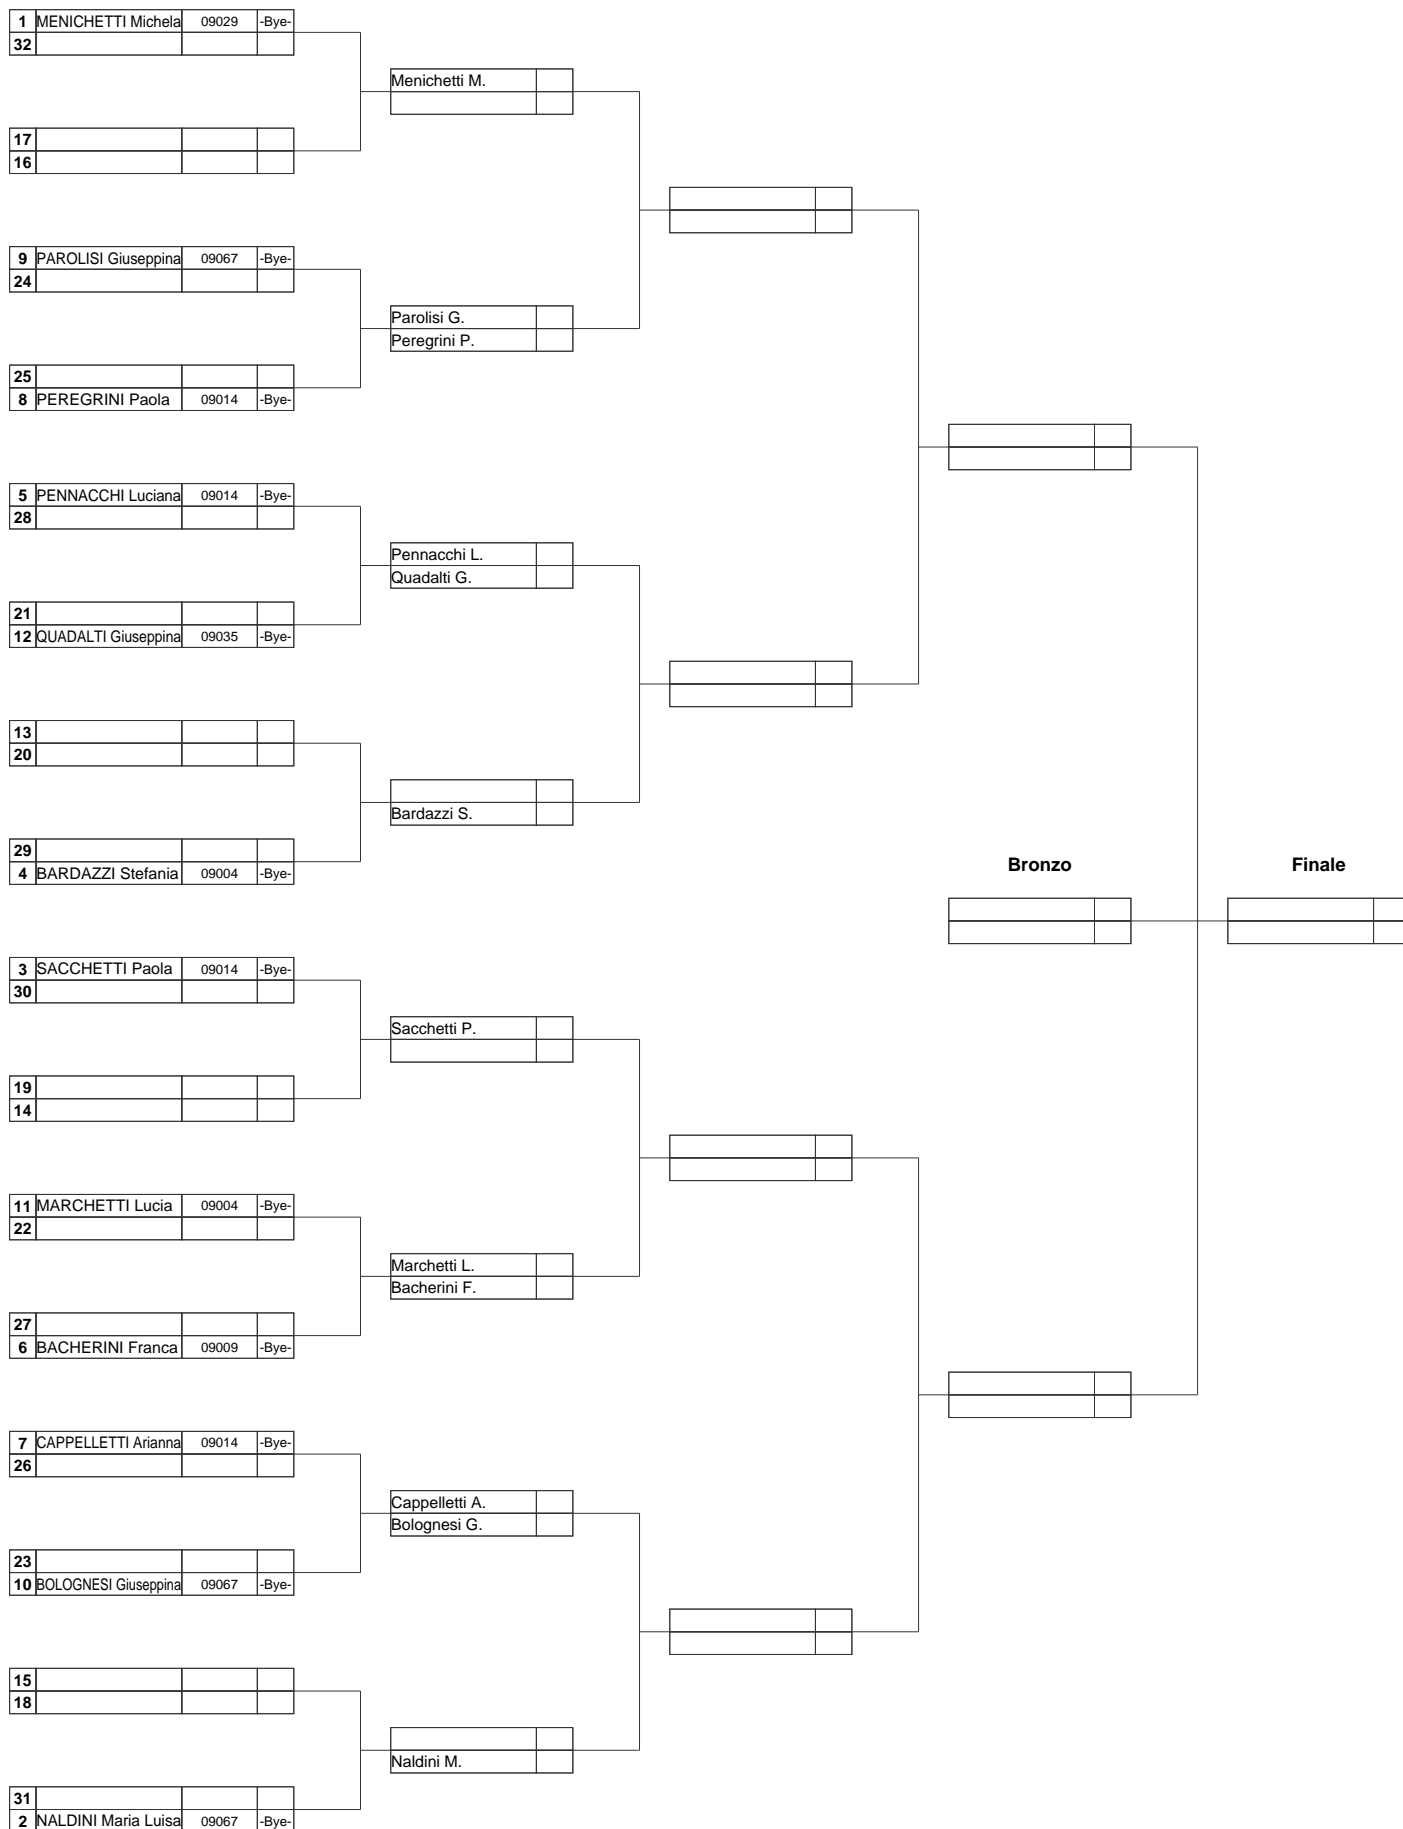 1 MENICHETTI Michela 09029 -Bye-
32
Menichetti M.
17
16
9 PAROLISI Giuseppina 09067 -Bye-
24
Parolisi G.
Peregrini P.
25
8 PEREGRINI Paola 09014 -Bye-
5 PENNACCHI Luciana 09014 -Bye-
28
Pennacchi L.
Quadalti G.
21
12 QUADALTI Giuseppina 09035 -Bye-
13
20
Bardazzi S.
29
4 BARDAZZI Stefania 09004 -Bye-
Bronzo Finale
3 SACCHETTI Paola 09014 -Bye-
30
Sacchetti P.
19
14
11 MARCHETTI Lucia 09004 -Bye-
22
Marchetti L.
Bacherini F.
27
6 BACHERINI Franca 09009 -Bye-
7 CAPPELLETTI Arianna 09014 -Bye-
26
Cappelletti A.
Bolognesi G.
23
10 BOLOGNESI Giuseppina 09067 -Bye-
15
18
Naldini M.
31
2 NALDINI Maria Luisa 09067 -Bye-